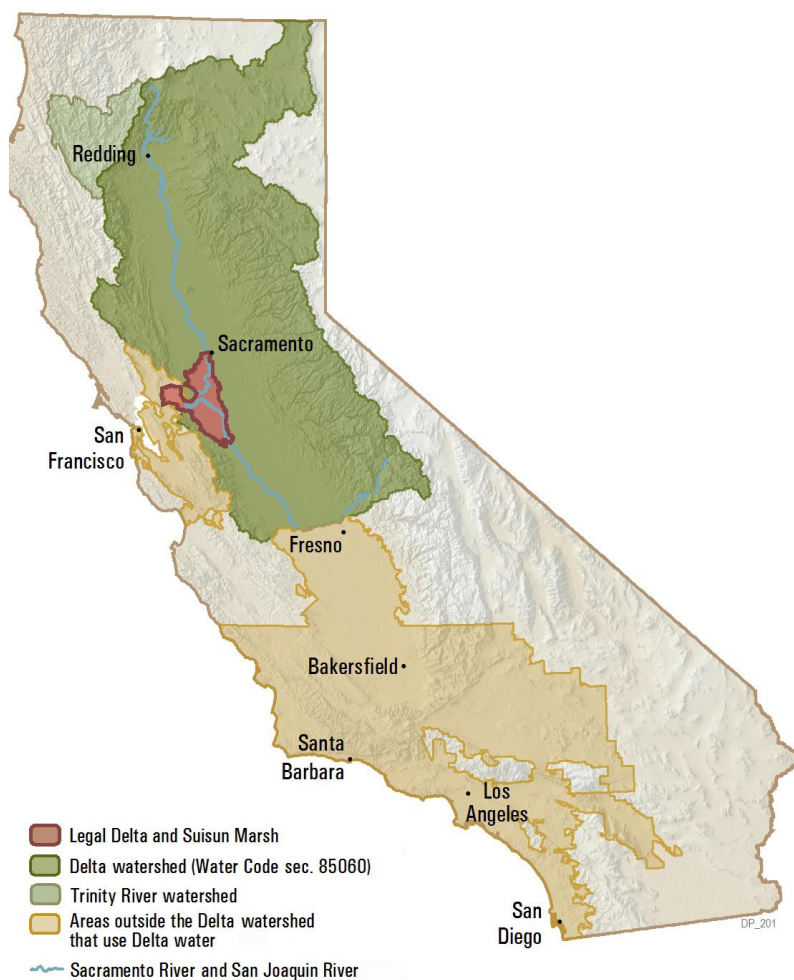 Redding
Sacramento
San
Francisco
Fresno
Bakersfield
Santa
Barbara
Los
Angeles
San
Diego
DP_201
Legal Delta and Suisun Marsh
Delta watershed (Water Code sec. 85060)
Trinity River watershed
Areas outside the Delta watershed
that use Delta water
Sacramento River and San Joaquin River